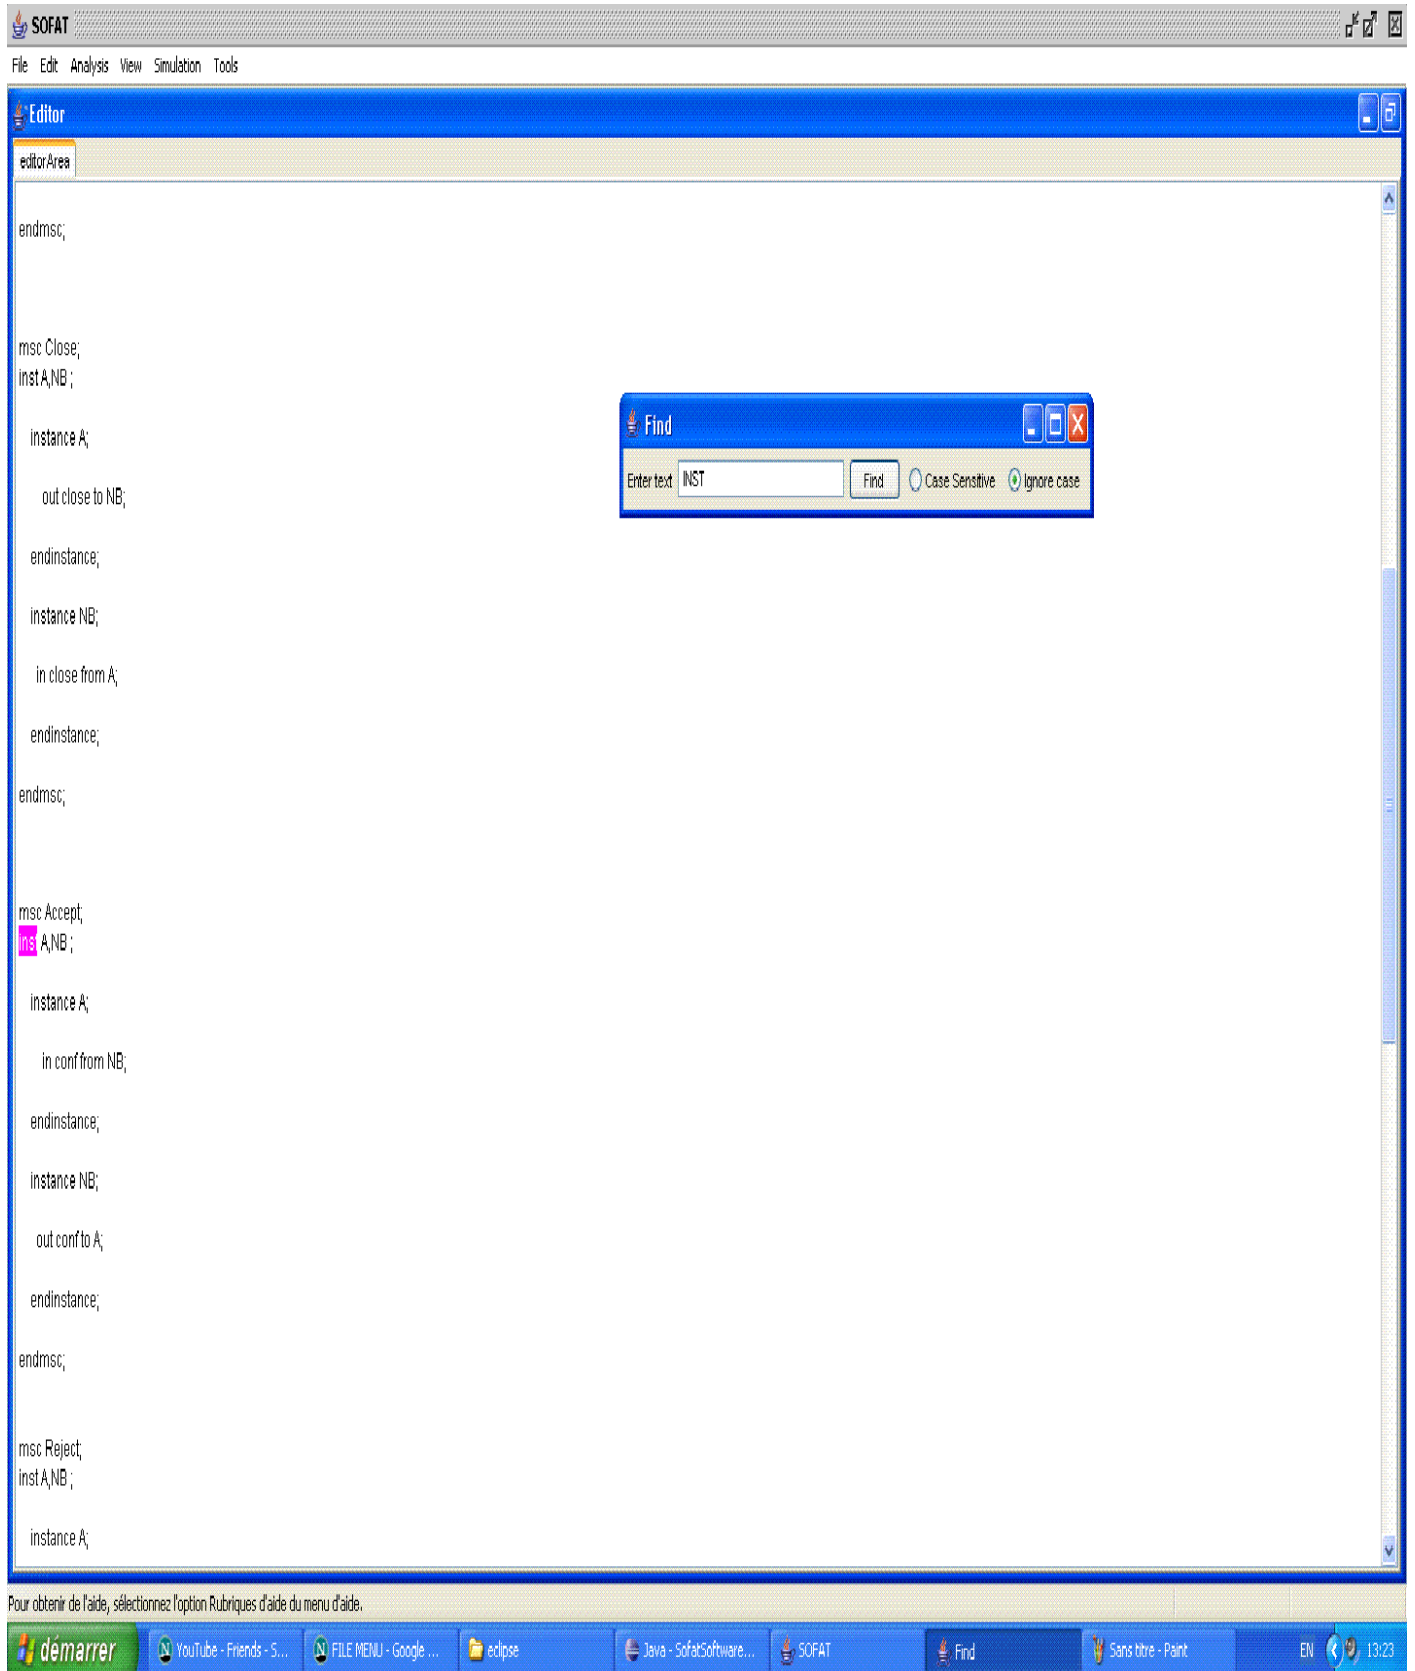 SOFAT
File Edit Analysis View Simulation Tools
Editor
editorArea
endmsc;
msc Close;
inst A,NB ;
instance A;
out close to NB;
endinstance;
instance NB;
in close from A;
endinstance;
endmsc;
Find
Enter text INST Find Case Sensitive Ignore case
msc Accept;
inst A,NB ;
instance A;
in conf from NB;
endinstance;
instance NB;
out conf to A;
endinstance;
endmsc;
msc Reject;
inst A,NB ;
instance A;
Pour obtenir de l'aide, sélectionnez l'option Rubriques d'aide du menu d'aide.
démarrer N YouTube - Friends - S... N FILE MENU - Google ... eclipse Java - SofatSoftware... SOFAT Find Sans titre - Paint EN 13:23